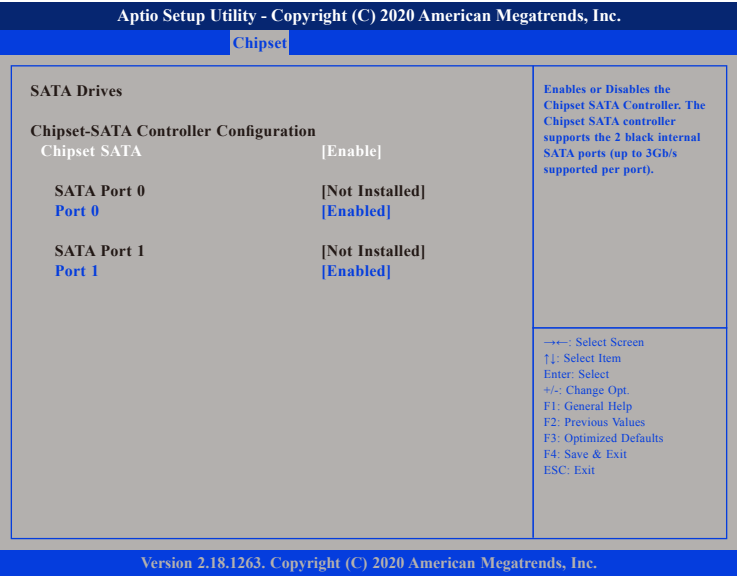 Aptio Setup Utility - Copyright (C) 2020 American Megatrends, Inc.
Chipset
SATA Drives
Chipset-SATA Controller Configuration
Chipset SATA [Enable]
SATA Port 0 [Not Installed]
Port 0 [Enabled]
SATA Port 1 [Not Installed]
Port 1 [Enabled]
Enables or Disables the
Chipset SATA Controller. The
Chipset SATA controller
supports the 2 black internal
SATA ports (up to 3Gb/s
supported per port).
→←: Select Screen
↑↓: Select Item
Enter: Select
+/-: Change Opt.
F1: General Help
F2: Previous Values
F3: Optimized Defaults
F4: Save & Exit
ESC: Exit
Version 2.18.1263. Copyright (C) 2020 American Megatrends, Inc.